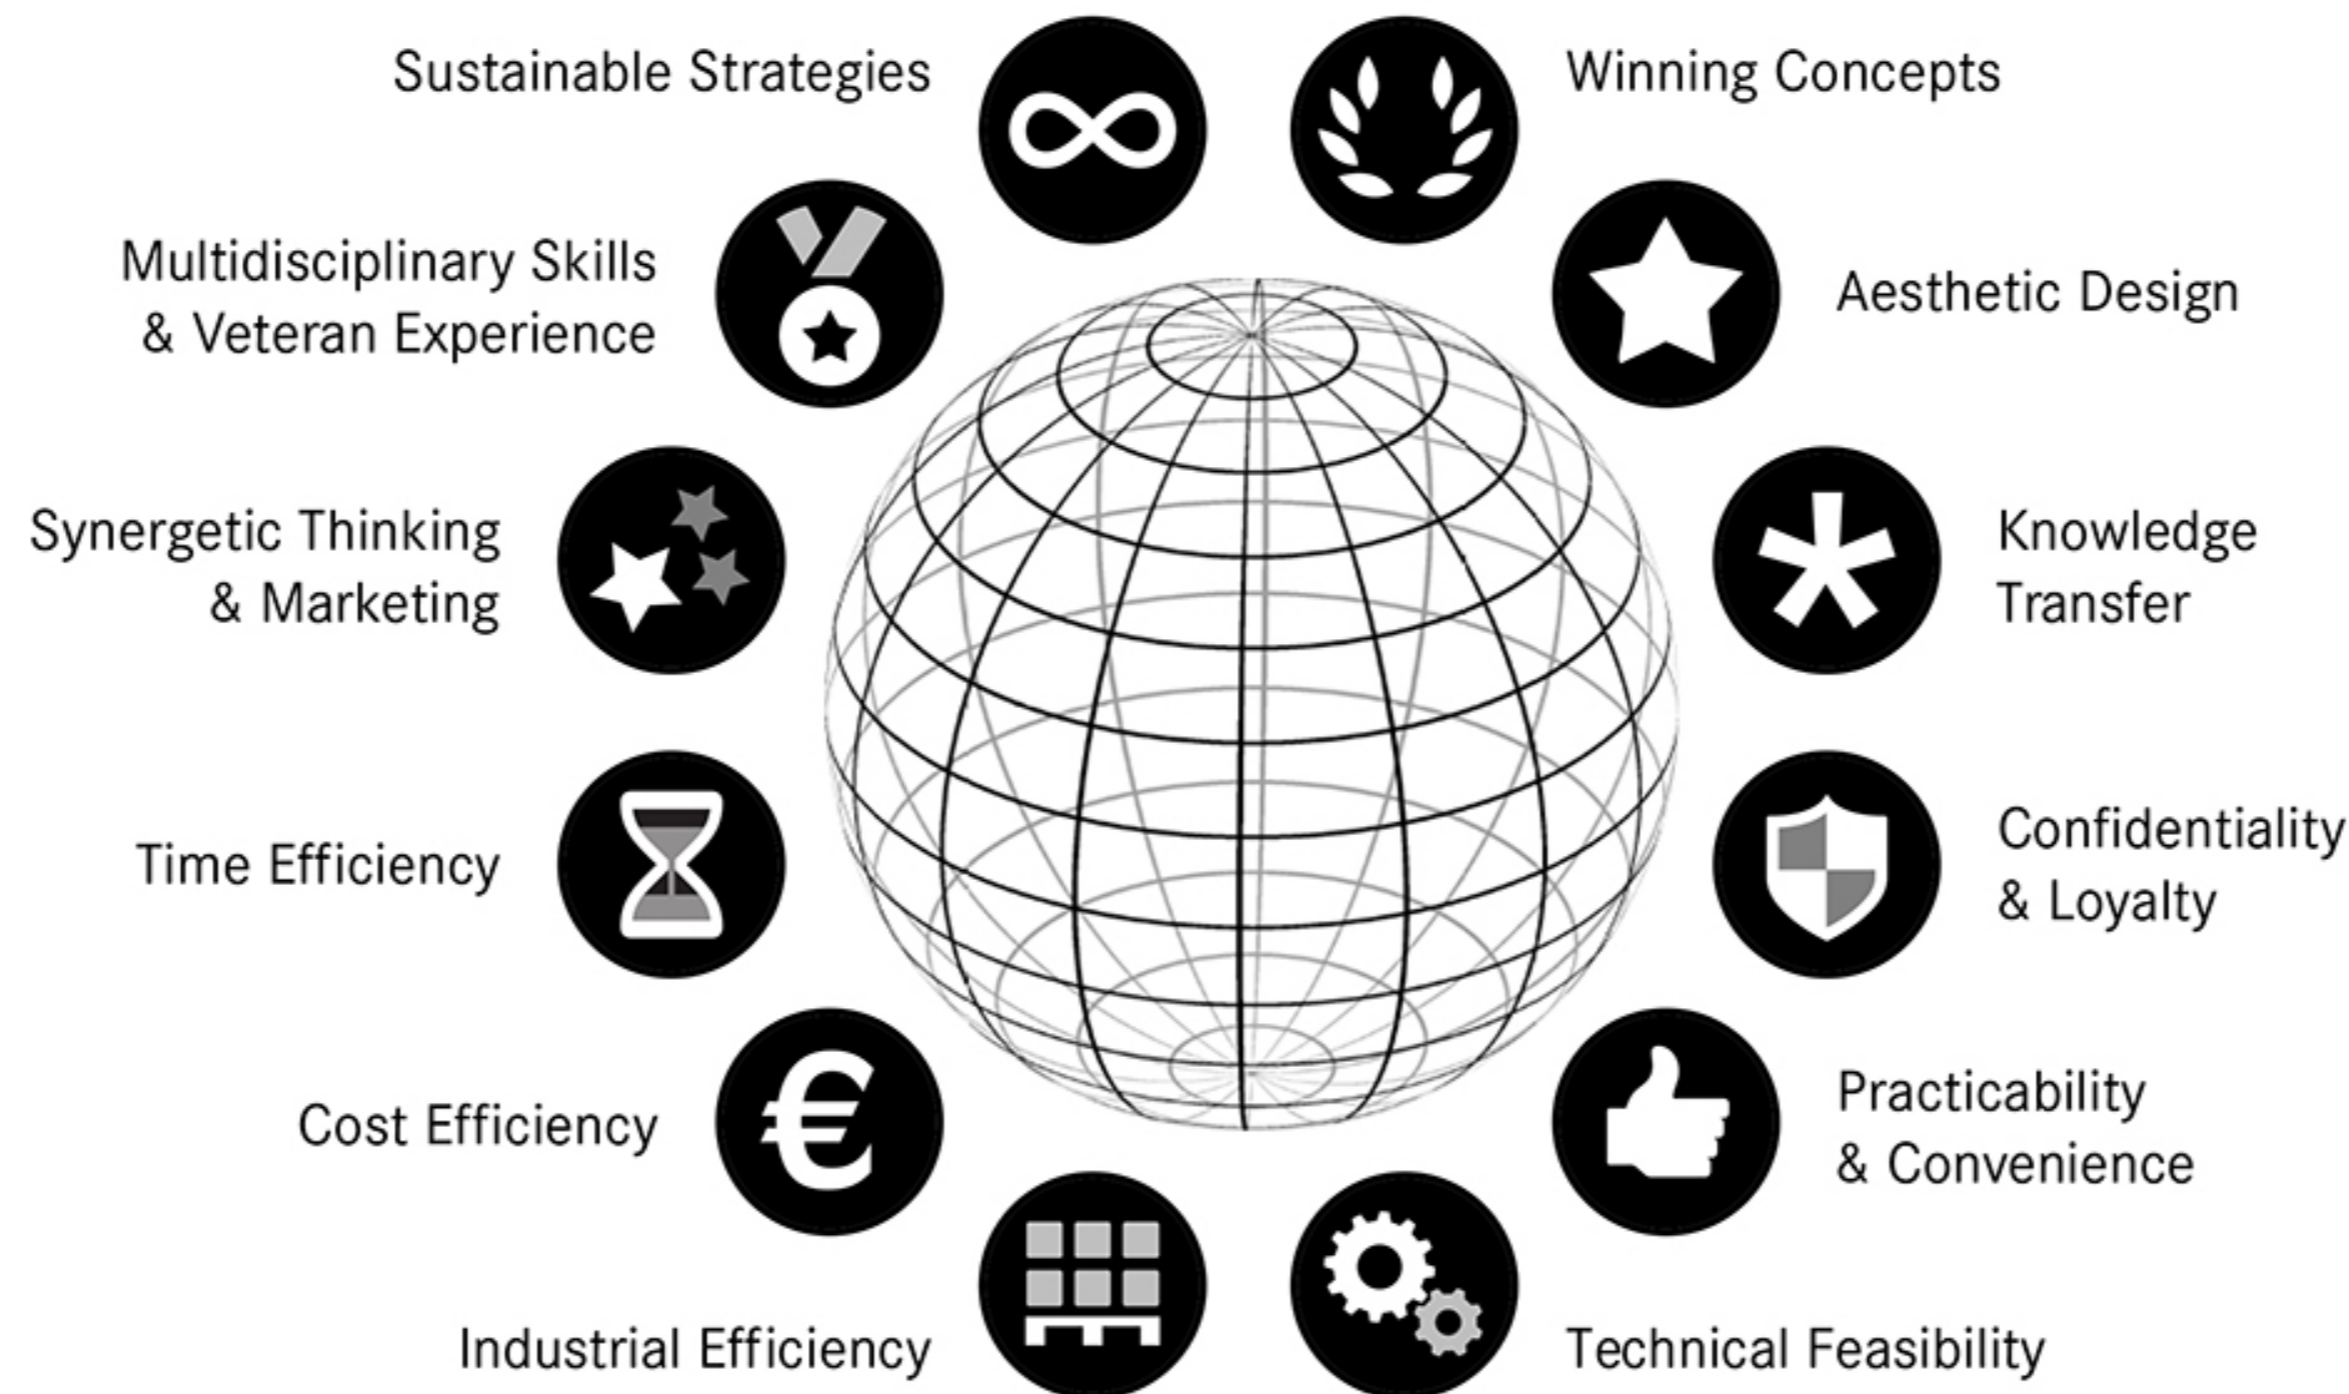 Sustainable Strategies
Winning Concepts
Multidisciplinary Skills
& Veteran Experience
Aesthetic Design
Synergetic Thinking
& Marketing
Knowledge
Transfer
Time Efficiency
Confidentiality
& Loyalty
Cost Efficiency
€
Practicability
& Convenience
Industrial Efficiency
Technical Feasibility